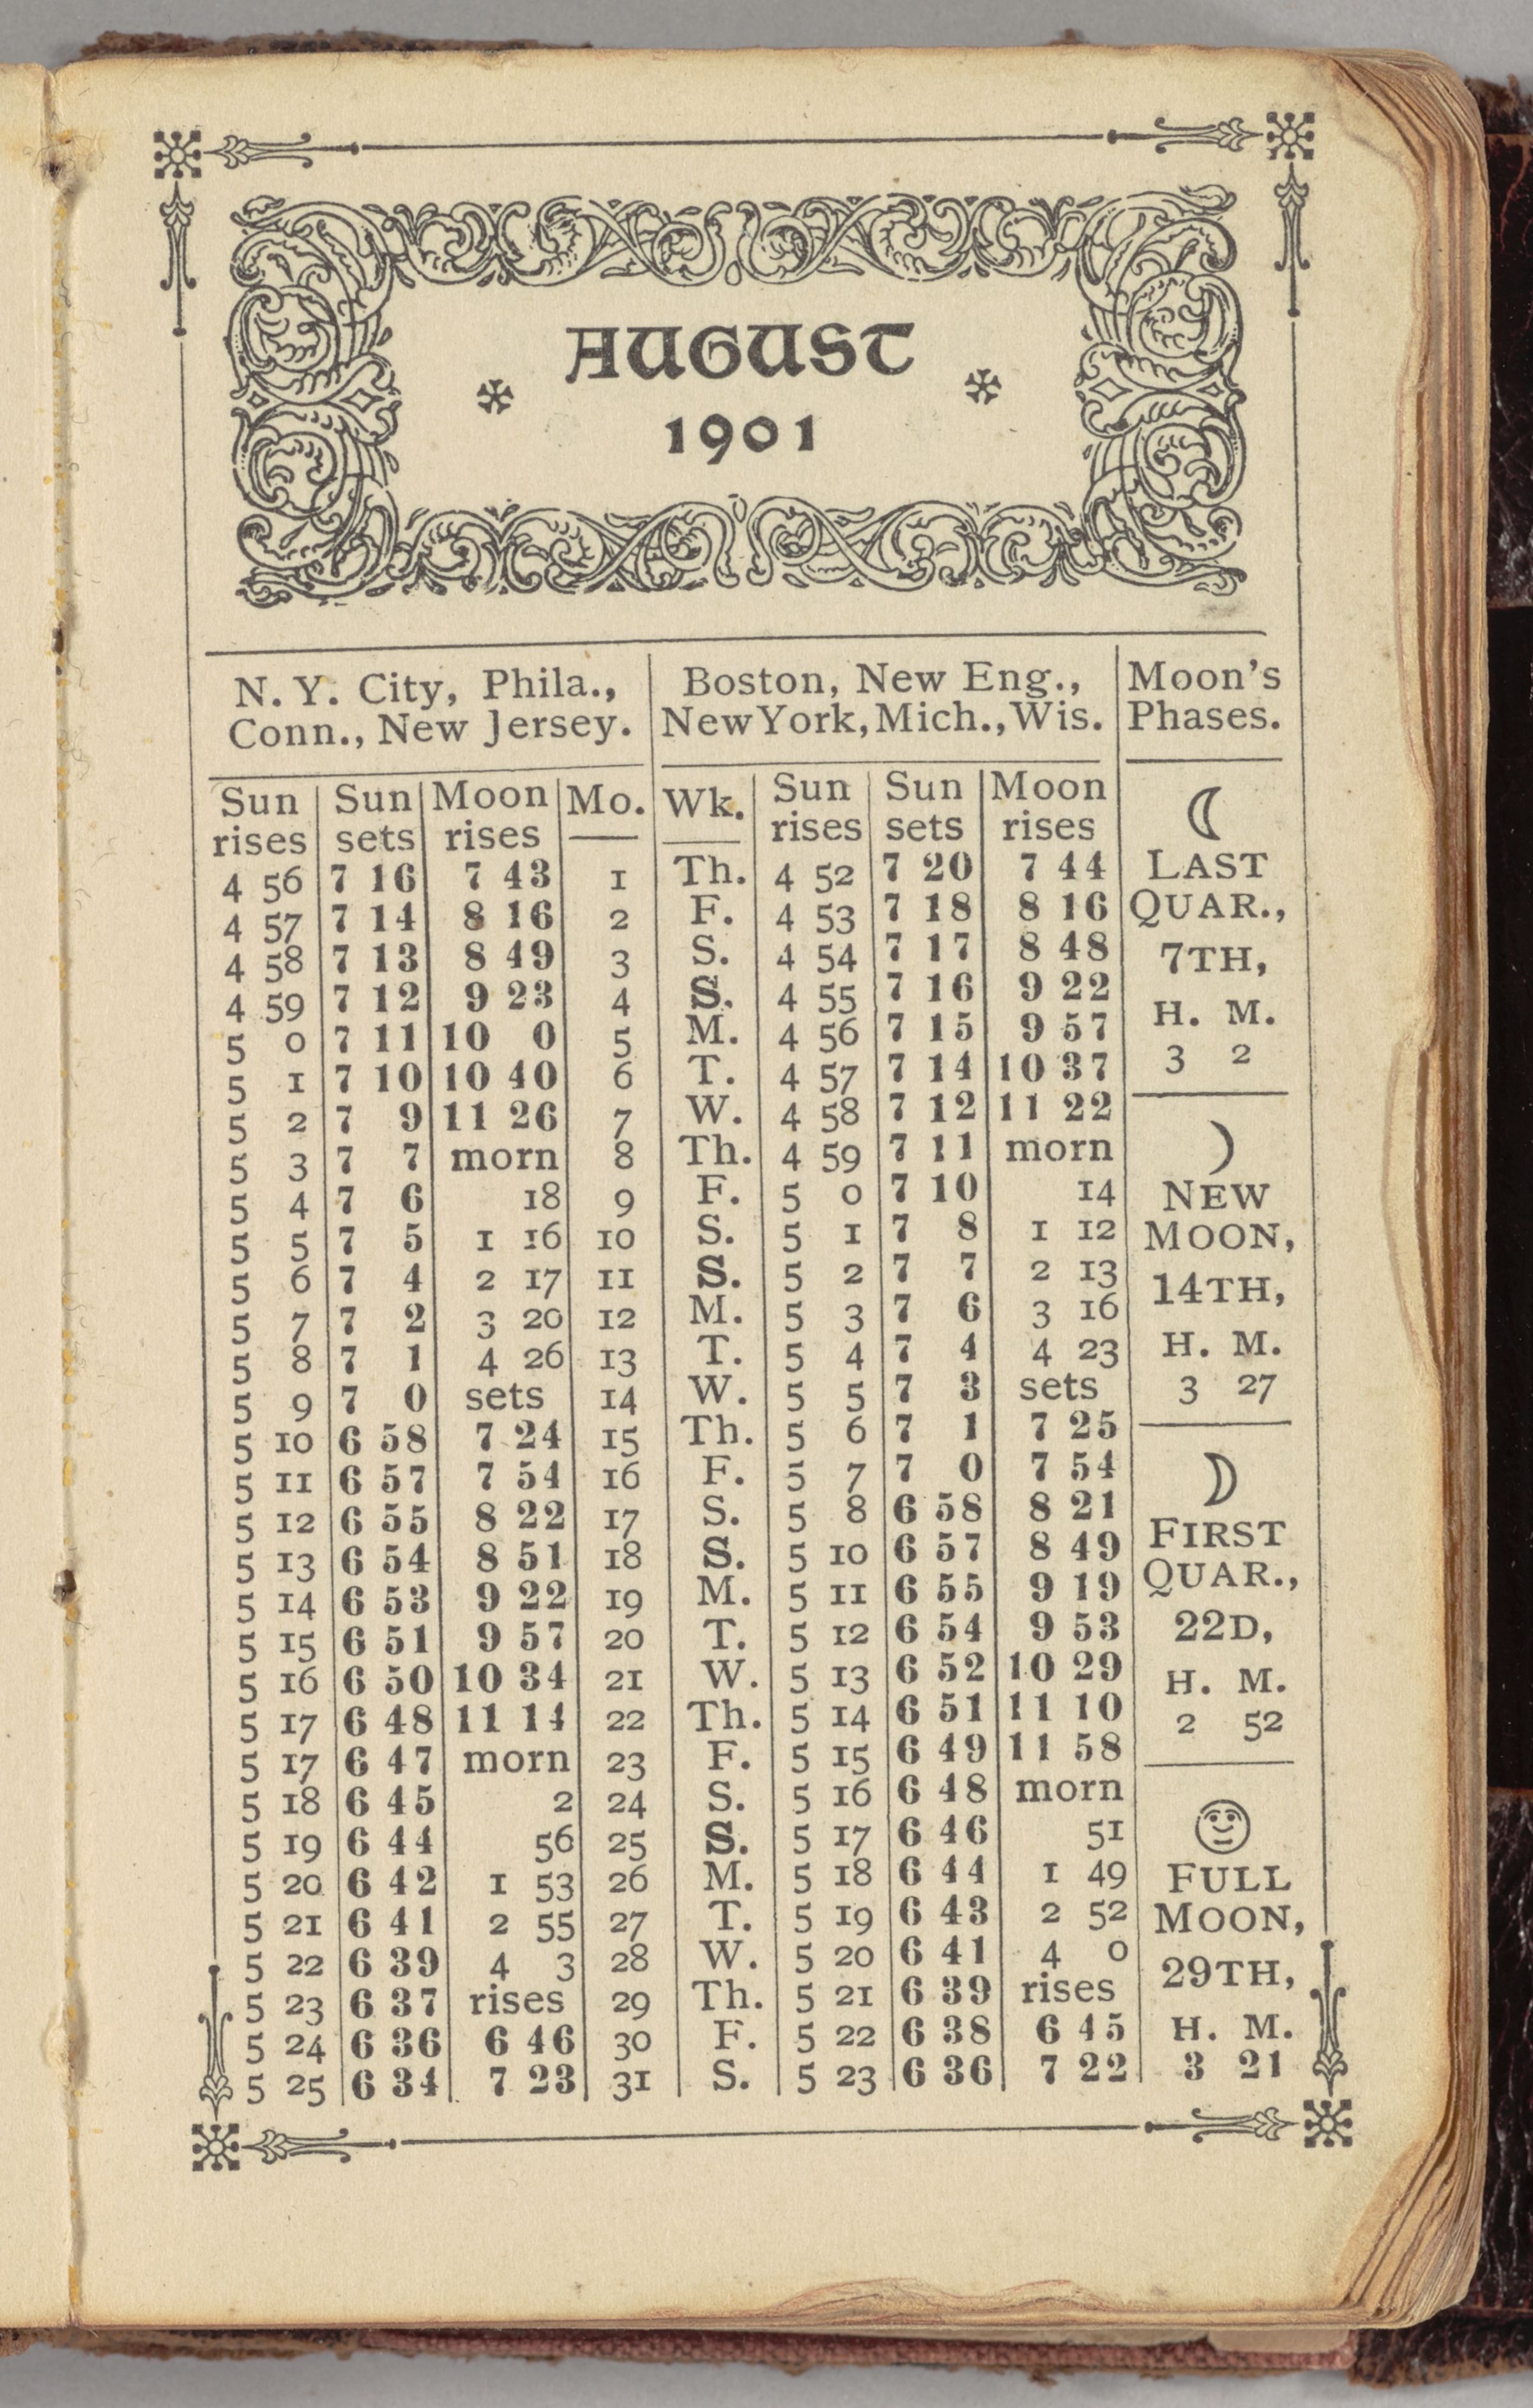 AUGUST
1901
N. Y. City, Phila., Conn., New Jersey.
Boston, New Eng., New York, Mich., Wis.
Moon's Phases.
Sun rises Sun sets Moon rises Mo. Wk. Sun rises Sun sets Moon rises
4 56 7 16 7 43 1 Th. 4 52 7 20 7 44
4 57 7 14 8 16 2 F. 4 53 7 18 8 16
4 58 7 13 8 49 3 S. 4 54 7 17 8 48
4 59 7 12 9 23 4 S. 4 55 7 16 9 22
5 0 7 11 10 0 5 M. 4 56 7 15 9 57
5 1 7 10 10 40 6 T. 4 57 7 14 10 37
5 2 7 9 11 26 7 W. 4 58 7 12 11 22
5 3 7 7 morn 8 Th. 4 59 7 11 morn
5 4 7 6 18 9 F. 5 0 7 10 14
5 5 7 5 1 16 10 S. 5 1 7 8 1 12
5 6 7 4 2 17 11 S. 5 2 7 7 2 13
5 7 7 2 3 20 12 M. 5 3 7 6 3 16
5 8 7 1 4 26 13 T. 5 4 7 4 4 23
5 9 7 0 sets 14 W. 5 5 7 3 sets
5 10 6 58 7 24 15 Th. 5 6 7 1 7 25
5 11 6 57 7 54 16 F. 5 7 7 0 7 54
5 12 6 55 8 22 17 S. 5 8 6 58 8 21
5 13 6 54 8 51 18 S. 5 10 6 57 8 49
5 14 6 53 9 22 19 M. 5 11 6 55 9 19
5 15 6 51 9 57 20 T. 5 12 6 54 9 53
5 16 6 50 10 34 21 W. 5 13 6 52 10 29
5 17 6 48 11 14 22 Th. 5 14 6 51 11 10
5 17 6 47 morn 23 F. 5 15 6 49 11 58
5 18 6 45 2 24 S. 5 16 6 48 morn
5 19 6 44 56 25 S. 5 17 6 46 51
5 20 6 42 1 53 26 M. 5 18 6 44 1 49
5 21 6 41 2 55 27 T. 5 19 6 43 2 52
5 22 6 39 4 3 28 W. 5 20 6 41 4 0
5 23 6 37 rises 29 Th. 5 21 6 39 rises
5 24 6 36 6 46 30 F. 5 22 6 38 6 45
5 25 6 34 7 23 31 S. 5 23 6 36 7 22
LAST
QUAR.,
7TH,
H. M.
3 2
NEW
MOON,
14TH,
H. M.
3 27
FIRST
QUAR.,
22D,
H. M.
2 52
FULL
MOON,
29TH,
H. M.
3 21